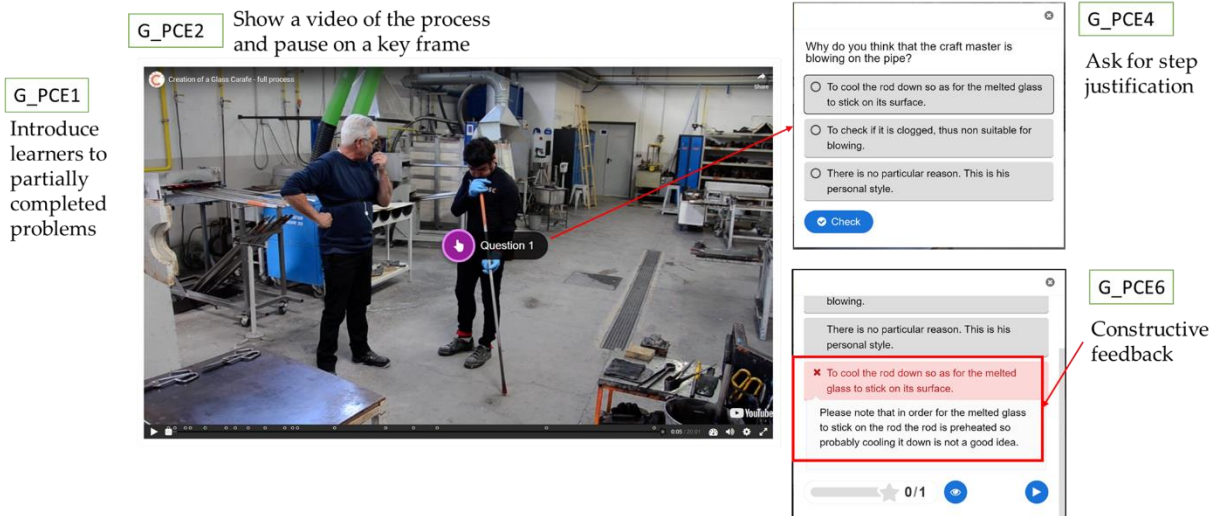 G_PCE1
Introduce
learners to
partially
completed
problems
G_PCE2
Show a video of the process
and pause on a key frame
Creation of a Glass Carafe - full process
Share
Question 1
YouTube
0:05 / 20:01
Why do you think that the craft master is
blowing on the pipe?
To cool the rod down so as for the melted glass
to stick on its surface.
To check if it is clogged, thus non suitable for
blowing.
There is no particular reason. This is his
personal style.
Check
G_PCE4
Ask for step
justification
blowing.
There is no particular reason. This is his
personal style.
To cool the rod down so as for the melted
glass to stick on its surface.
Please note that in order for the melted glass
to stick on the rod the rod is preheated so
probably cooling it down is not a good idea.
0/1
G_PCE6
Constructive
feedback